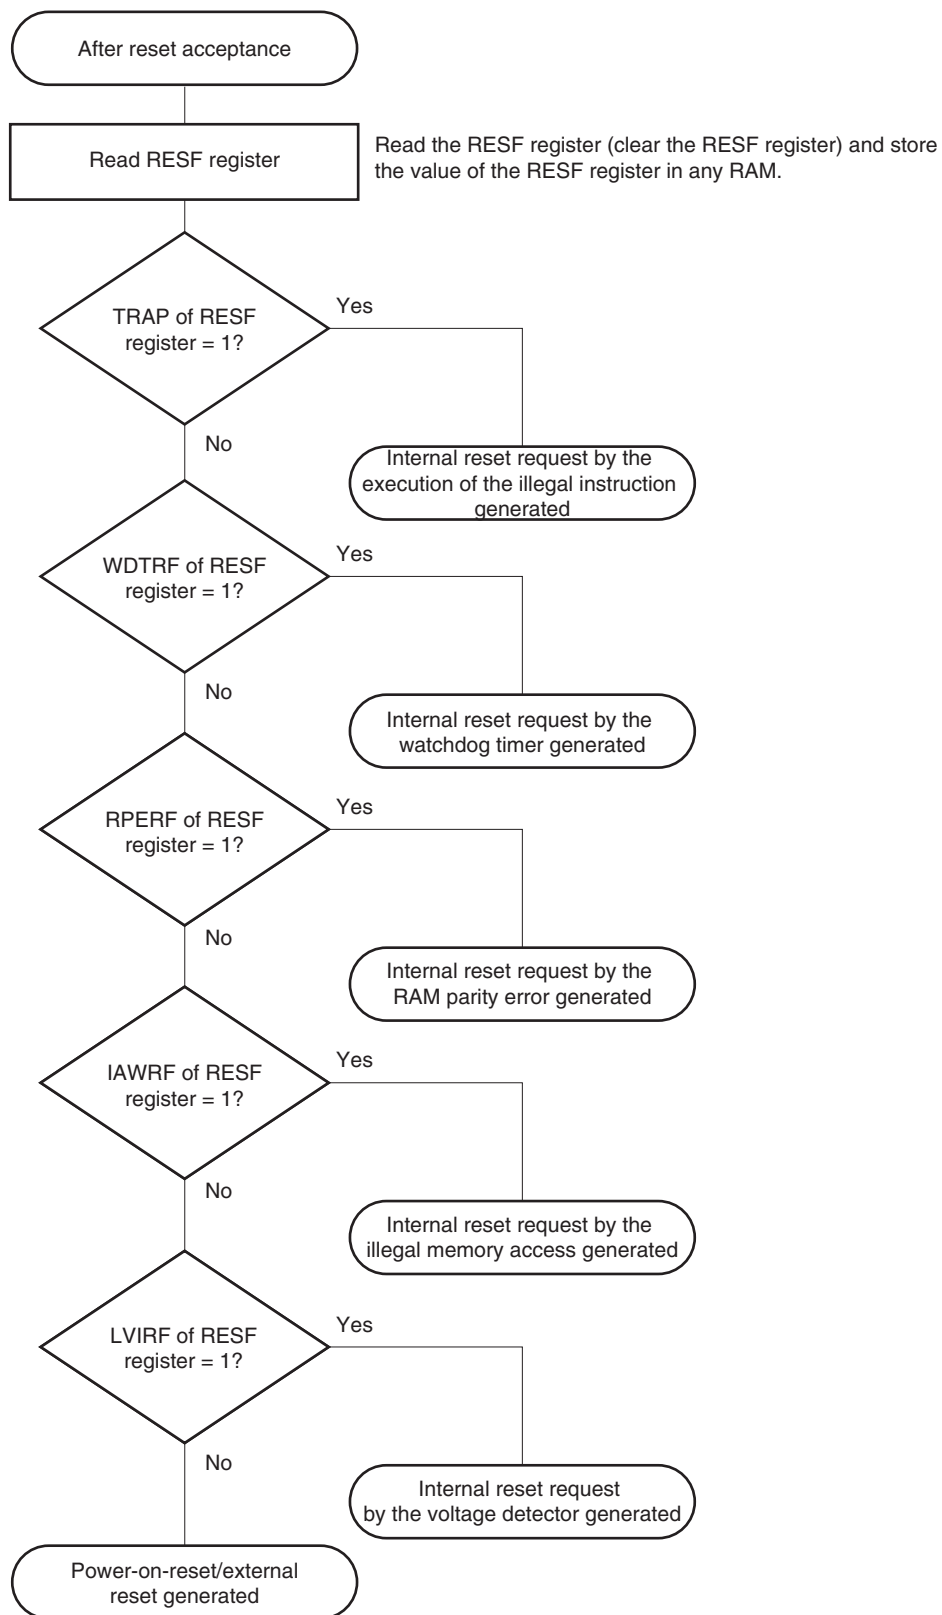 After reset acceptance
Read RESF register
Read the RESF register (clear the RESF register) and store
the value of the RESF register in any RAM.
TRAP of RESF
register = 1?
Yes
No
Internal reset request by the
execution of the illegal instruction
generated
WDTRF of RESF
register = 1?
Yes
No
Internal reset request by the
watchdog timer generated
RPERF of RESF
register = 1?
Yes
No
Internal reset request by the
RAM parity error generated
IAWRF of RESF
register = 1?
Yes
No
Internal reset request by the
illegal memory access generated
LVIRF of RESF
register = 1?
Yes
No
Internal reset request
by the voltage detector generated
Power-on-reset/external
reset generated